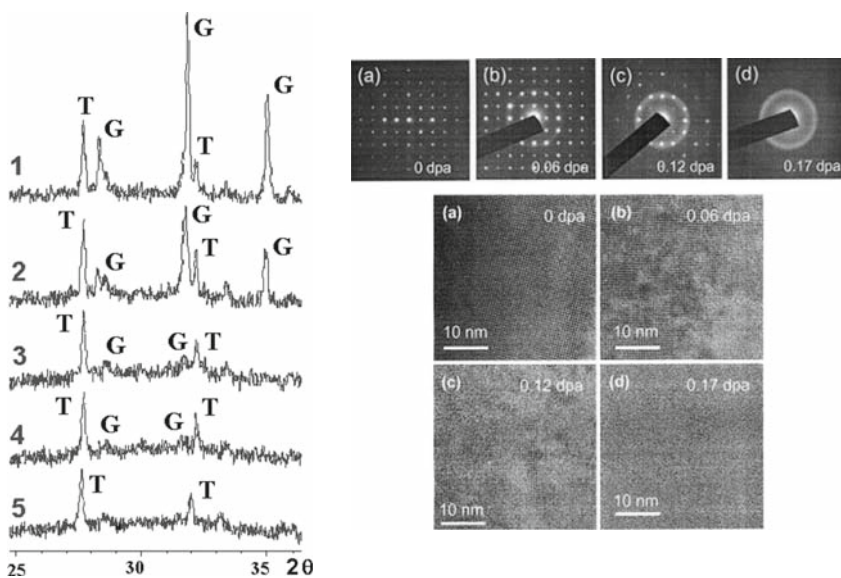 G
T
G
G
T
1
G
T
G
T
G
2
T
G
G
T
3
T
G
G
T
4
T
T
5
25 30 35 2θ
(a) (b) (c) (d)
0 dpa 0.06 dpa 0.12 dpa 0.17 dpa
(a) 0 dpa (b) 0.06 dpa
10 nm 10 nm
(c) 0.12 dpa (d) 0.17 dpa
10 nm 10 nm